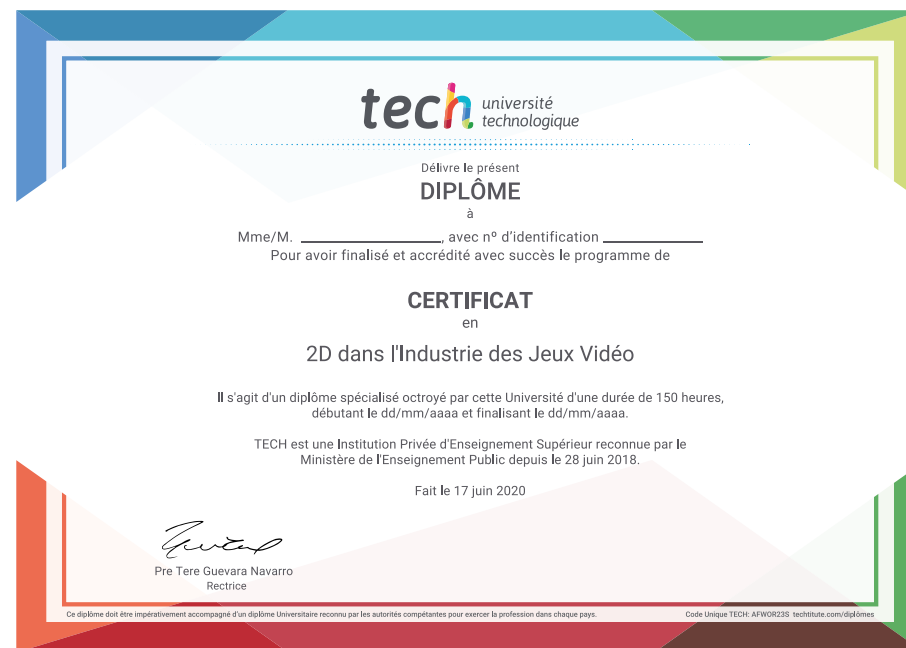 tech université
technologique
Délivre le présent
DIPLÔME
à
Mme/M. ____________________, avec nº d'identification ______________
Pour avoir finalisé et accrédité avec succès le programme de
CERTIFICAT
en
2D dans l'Industrie des Jeux Vidéo
Il s'agit d'un diplôme spécialisé octroyé par cette Université d'une durée de 150 heures,
débutant le dd/mm/aaaa et finalisant le dd/mm/aaaa.
TECH est une Institution Privée d'Enseignement Supérieur reconnue par le
Ministère de l'Enseignement Public depuis le 28 juin 2018.
Fait le 17 juin 2020
Pre Tere Guevara Navarro
Rectrice
Ce diplôme doit être impérativement accompagné d'un diplôme Universitaire reconnu par les autorités compétantes pour exercer la profession dans chaque pays.
Code Unique TECH: AFWOR23S techtitute.com/diplômes